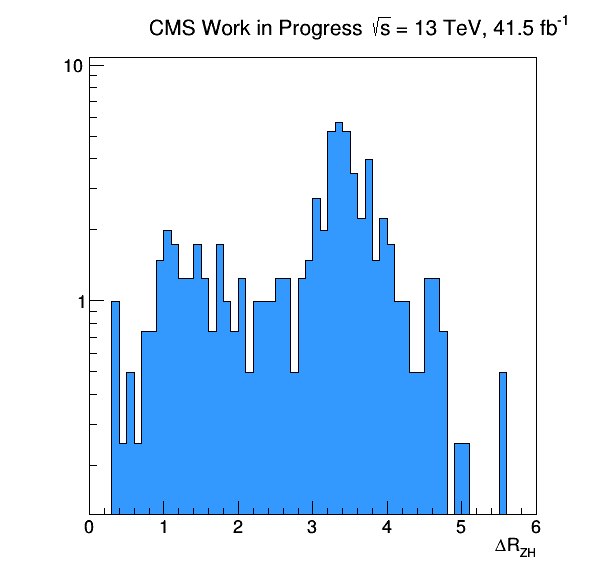 CMS Work in Progress √s = 13 TeV, 41.5 fb⁻¹
10
1
0 1 2 3 4 5 6
ΔR_ZH